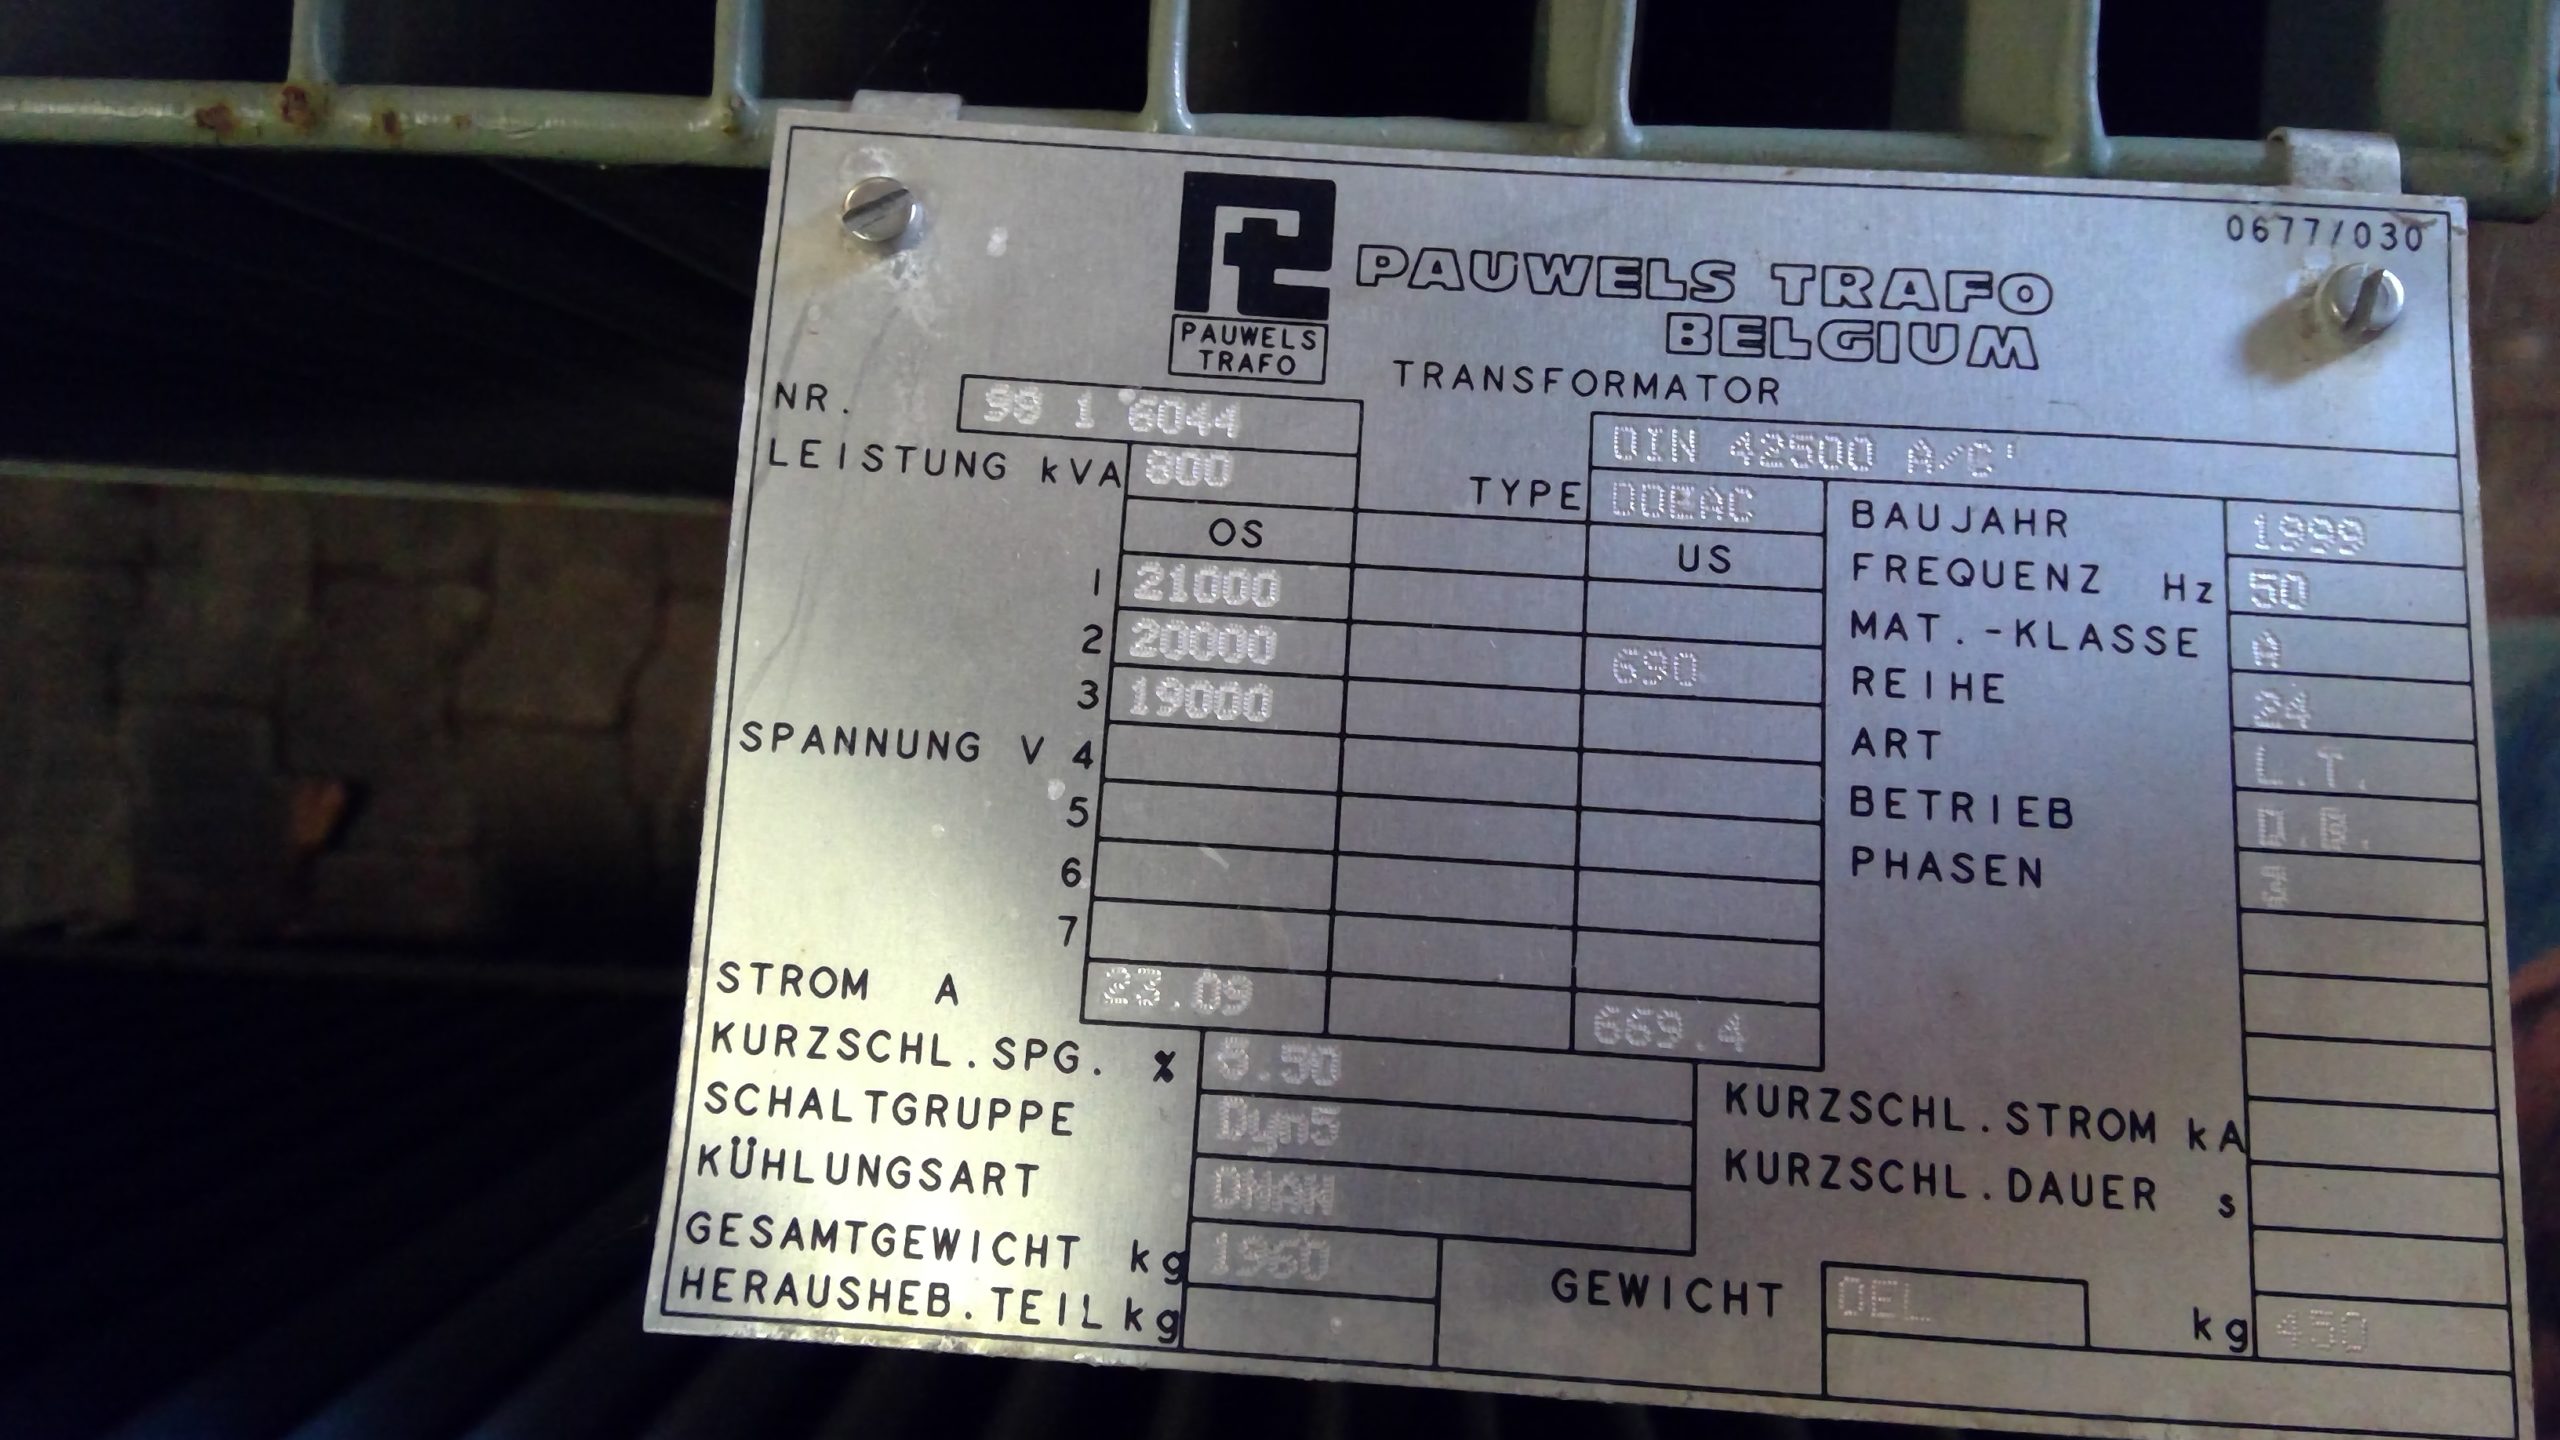 0677/030
PAUWELS TRAFO
BELGIUM
PAUWELS
TRAFO
TRANSFORMATOR
NR. 99 1 6044
DIN 42500 A/C'
LEISTUNG kVA 800
TYPE DOEAC
BAUJAHR 1999
OS US
FREQUENZ Hz 50
1 21000
MAT.-KLASSE A
2 20000 690
REIHE 24
3 19000
ART L.T.
SPANNUNG V 4
BETRIEB
5
PHASEN 3
6
7
STROM A 23.09 669.4
KURZSCHL.SPG. % 5.90
KURZSCHL.STROM kA
SCHALTGRUPPE Dyn5
KURZSCHL.DAUER s
KÜHLUNGSART ONAN
GESAMTGEWICHT kg 1960
GEWICHT OEL kg 450
HERAUSHEB.TEIL kg